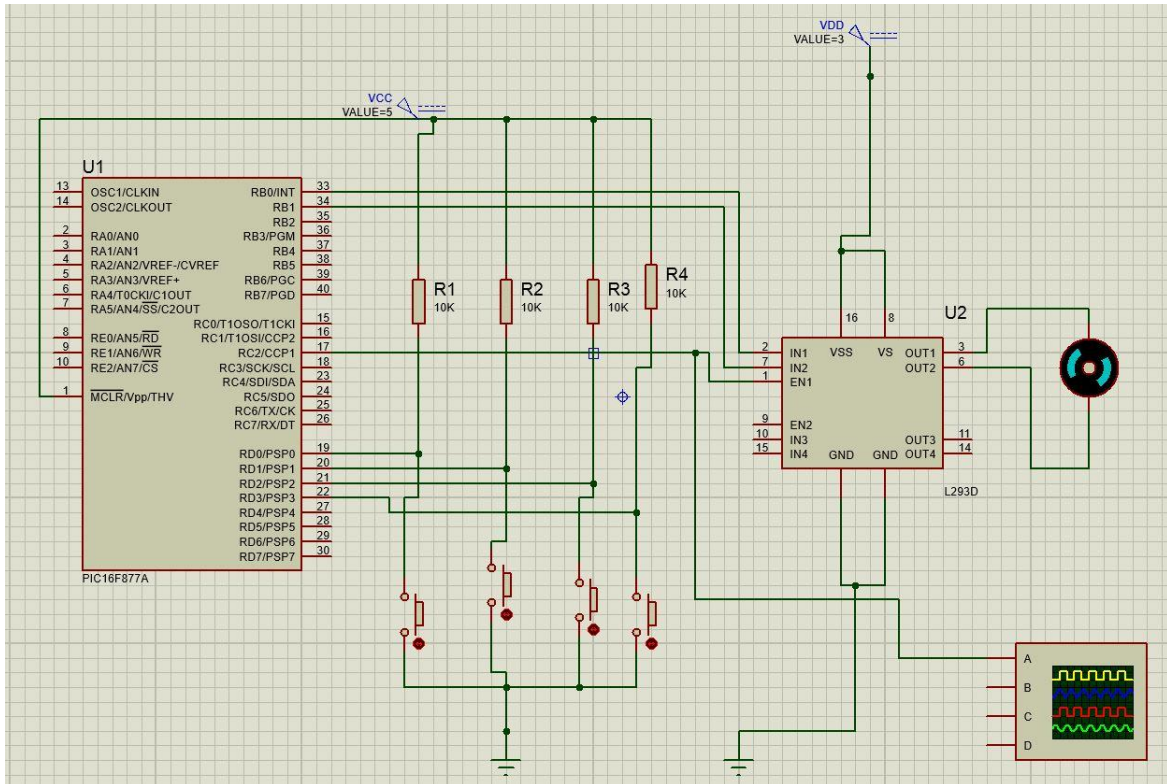 VDD
VALUE=3
VCC
VALUE=5
U1
13
14
2
3
4
5
6
7
8
9
10
1
OSC1/CLKIN
OSC2/CLKOUT
RA0/AN0
RA1/AN1
RA2/AN2/VREF-/CVREF
RA3/AN3/VREF+
RA4/T0CKI/C1OUT
RA5/AN4/SS/C2OUT
RE0/AN5/RD
RE1/AN6/WR
RE2/AN7/CS
MCLR/Vpp/THV
RB0/INT
RB1
RB2
RB3/PGM
RB4
RB5
RB6/PGC
RB7/PGD
RC0/T1OSO/T1CKI
RC1/T1OSI/CCP2
RC2/CCP1
RC3/SCK/SCL
RC4/SDI/SDA
RC5/SDO
RC6/TX/CK
RC7/RX/DT
RD0/PSP0
RD1/PSP1
RD2/PSP2
RD3/PSP3
RD4/PSP4
RD5/PSP5
RD6/PSP6
RD7/PSP7
33
34
35
36
37
38
39
40
15
16
17
18
23
24
25
26
19
20
21
22
27
28
29
30
PIC16F877A
R1
10K
R2
10K
R3
10K
R4
10K
U2
16
8
2
7
1
9
10
15
IN1
IN2
EN1
EN2
IN3
IN4
VSS
VS
OUT1
OUT2
OUT3
OUT4
GND
GND
3
6
11
14
L293D
A
B
C
D